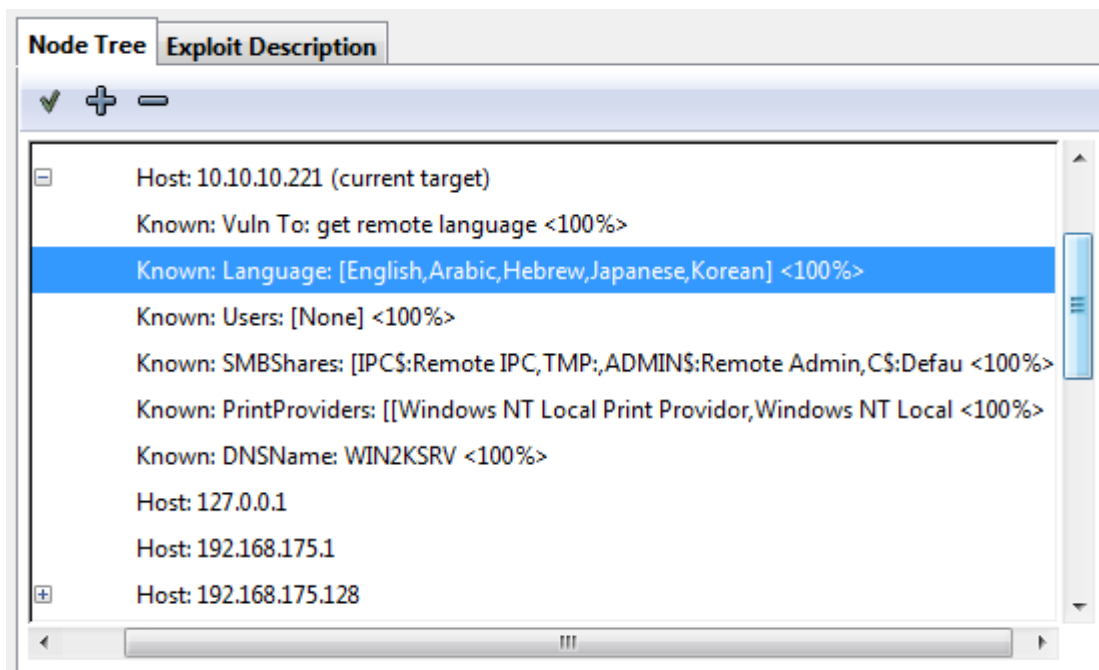 Node Tree Exploit Description
Host: 10.10.10.221 (current target)
Known: Vuln To: get remote language <100%>
Known: Language: [English,Arabic,Hebrew,Japanese,Korean] <100%>
Known: Users: [None] <100%>
Known: SMBShares: [IPC$:Remote IPC,TMP:,ADMIN$:Remote Admin,C$:Defau <100%>
Known: PrintProviders: [[Windows NT Local Print Providor,Windows NT Local <100%>
Known: DNSName: WIN2KSRV <100%>
Host: 127.0.0.1
Host: 192.168.175.1
Host: 192.168.175.128